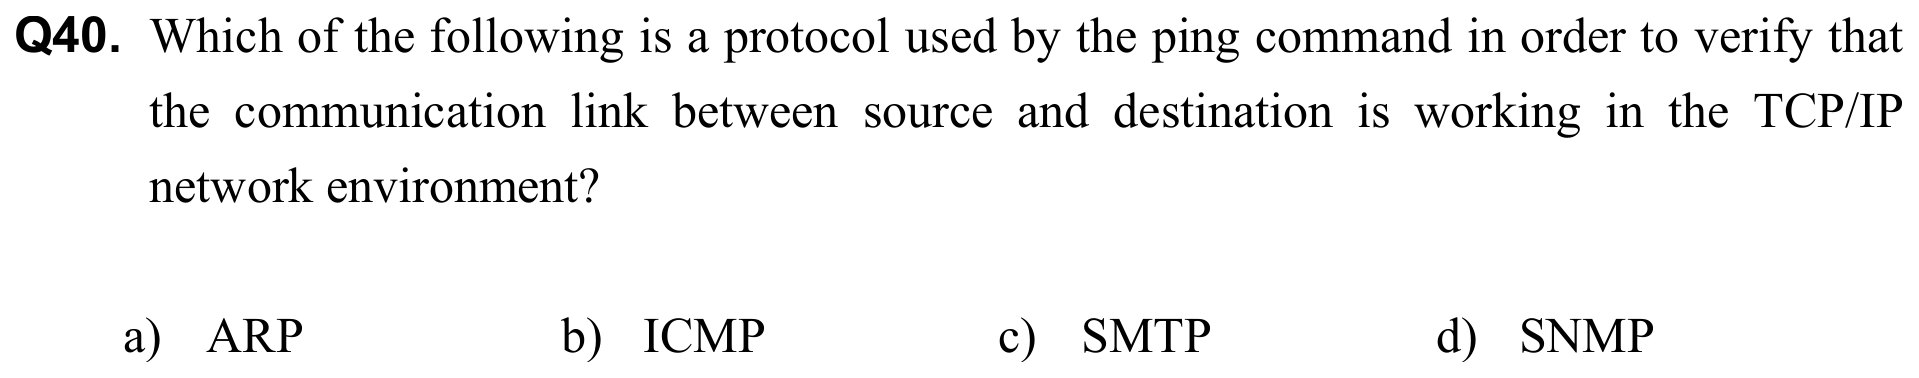 Q40. Which of the following is a protocol used by the ping command in order to verify that
the communication link between source and destination is working in the TCP/IP
network environment?
a) ARP b) ICMP c) SMTP d) SNMP